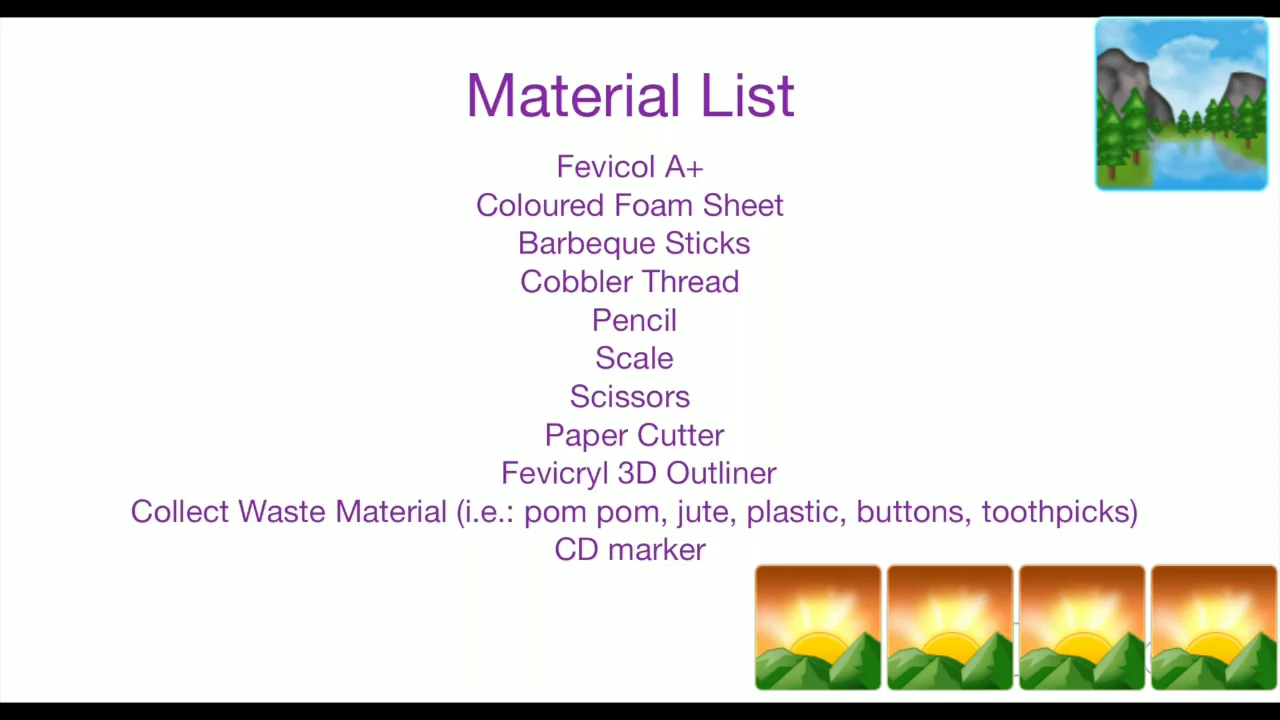 Material List
Fevicol A+
Coloured Foam Sheet
Barbeque Sticks
Cobbler Thread
Pencil
Scale
Scissors
Paper Cutter
Fevicryl 3D Outliner
Collect Waste Material (i.e.: pom pom, jute, plastic, buttons, toothpicks)
CD marker